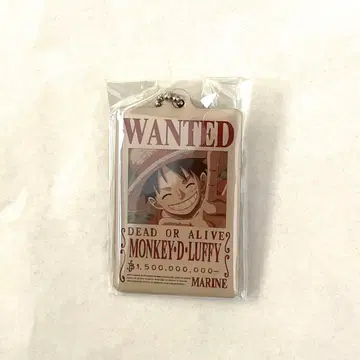 WANTED
DEAD OR ALIVE
MONKEY·D·LUFFY
฿1,500,000,000-
MARINE